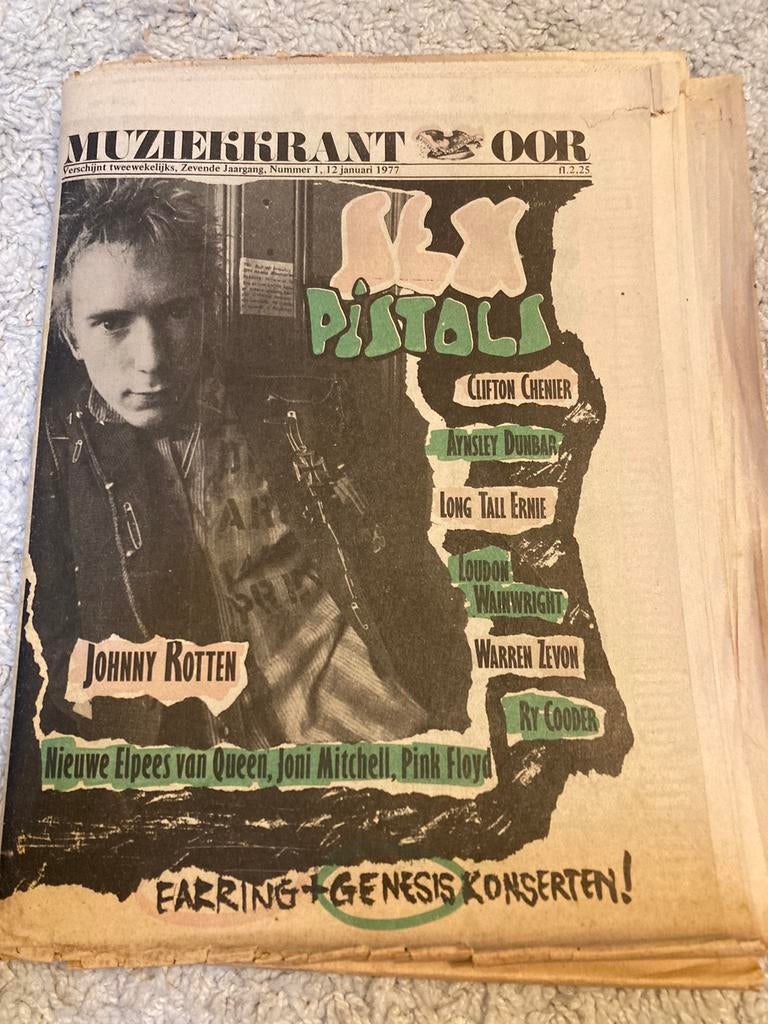 MUZIEKKRANT OOR
Verschijnt tweewekelijks, Zevende Jaargang, Nummer 1, 12 januari 1977 fl.2,25
SEX
PISTOLS
CLIFTON CHENIER
AYNSLEY DUNBAR
LONG TALL ERNIE
LOUDON
WAINWRIGHT
JOHNNY ROTTEN
WARREN ZEVON
RY COODER
Nieuwe Elpees van Queen, Joni Mitchell, Pink Floyd
EARRING + GENESIS KONSERTEN!